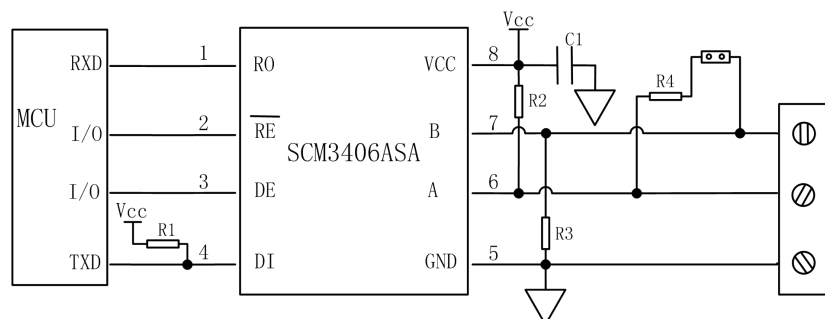 Vcc
1
8
C1
RXD
RO
VCC
R4
MCU
R2
I/O
2
RE
B
7
SCM3406ASA
I/O
3
DE
A
6
Vcc
R1
R3
TXD
4
DI
GND
5